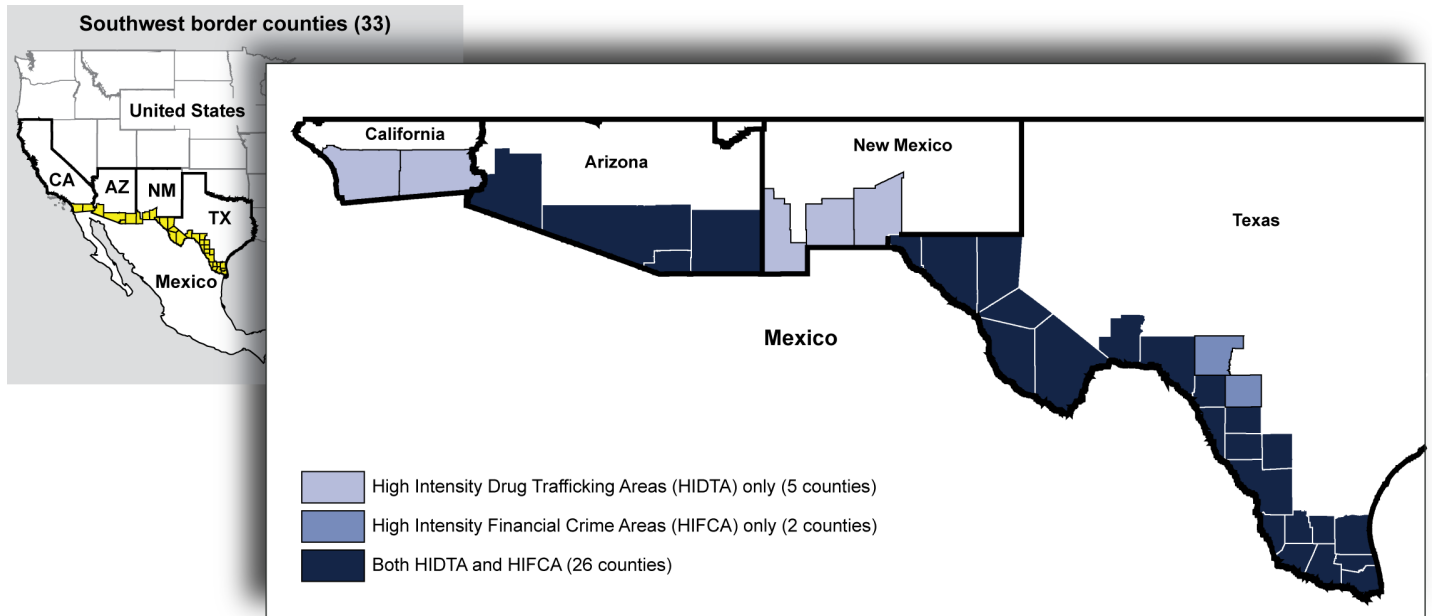 Southwest border counties (33)
United States
CA
AZ
NM
TX
Mexico
California
Arizona
New Mexico
Texas
Mexico
High Intensity Drug Trafficking Areas (HIDTA) only (5 counties)
High Intensity Financial Crime Areas (HIFCA) only (2 counties)
Both HIDTA and HIFCA (26 counties)